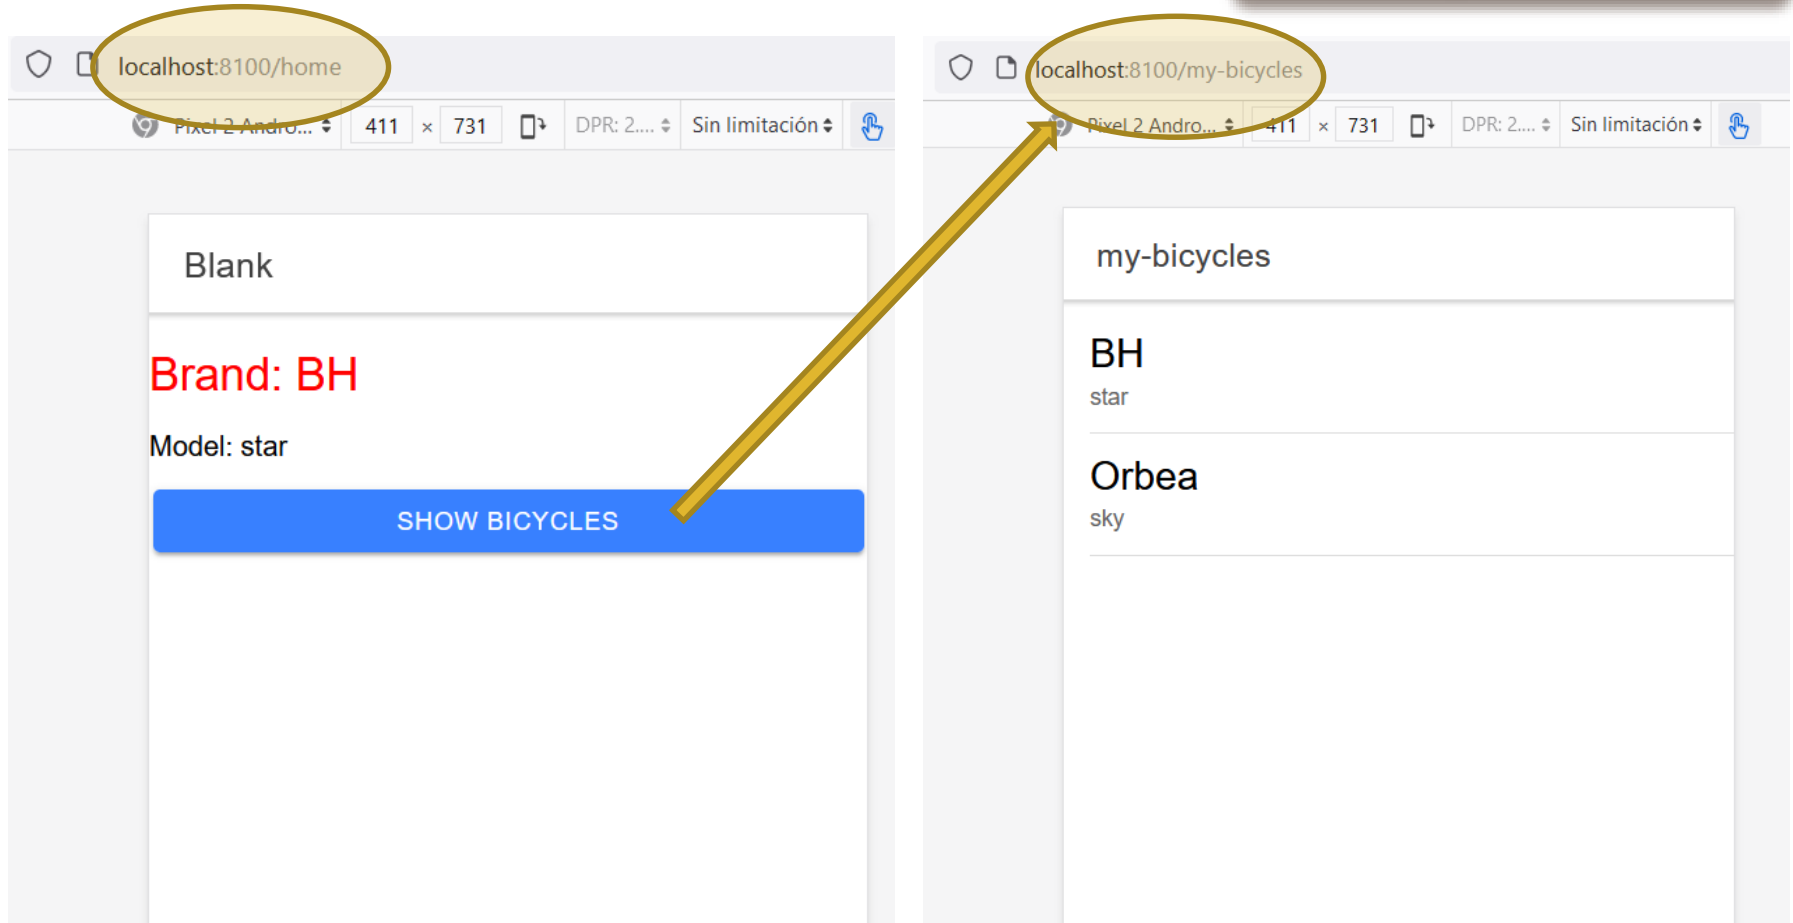 localhost:8100/home
Pixel 2 Andro... 411 × 731 DPR: 2.... Sin limitación
Blank
Brand: BH
Model: star
SHOW BICYCLES
localhost:8100/my-bicycles
Pixel 2 Andro... 411 × 731 DPR: 2.... Sin limitación
my-bicycles
BH
star
Orbea
sky